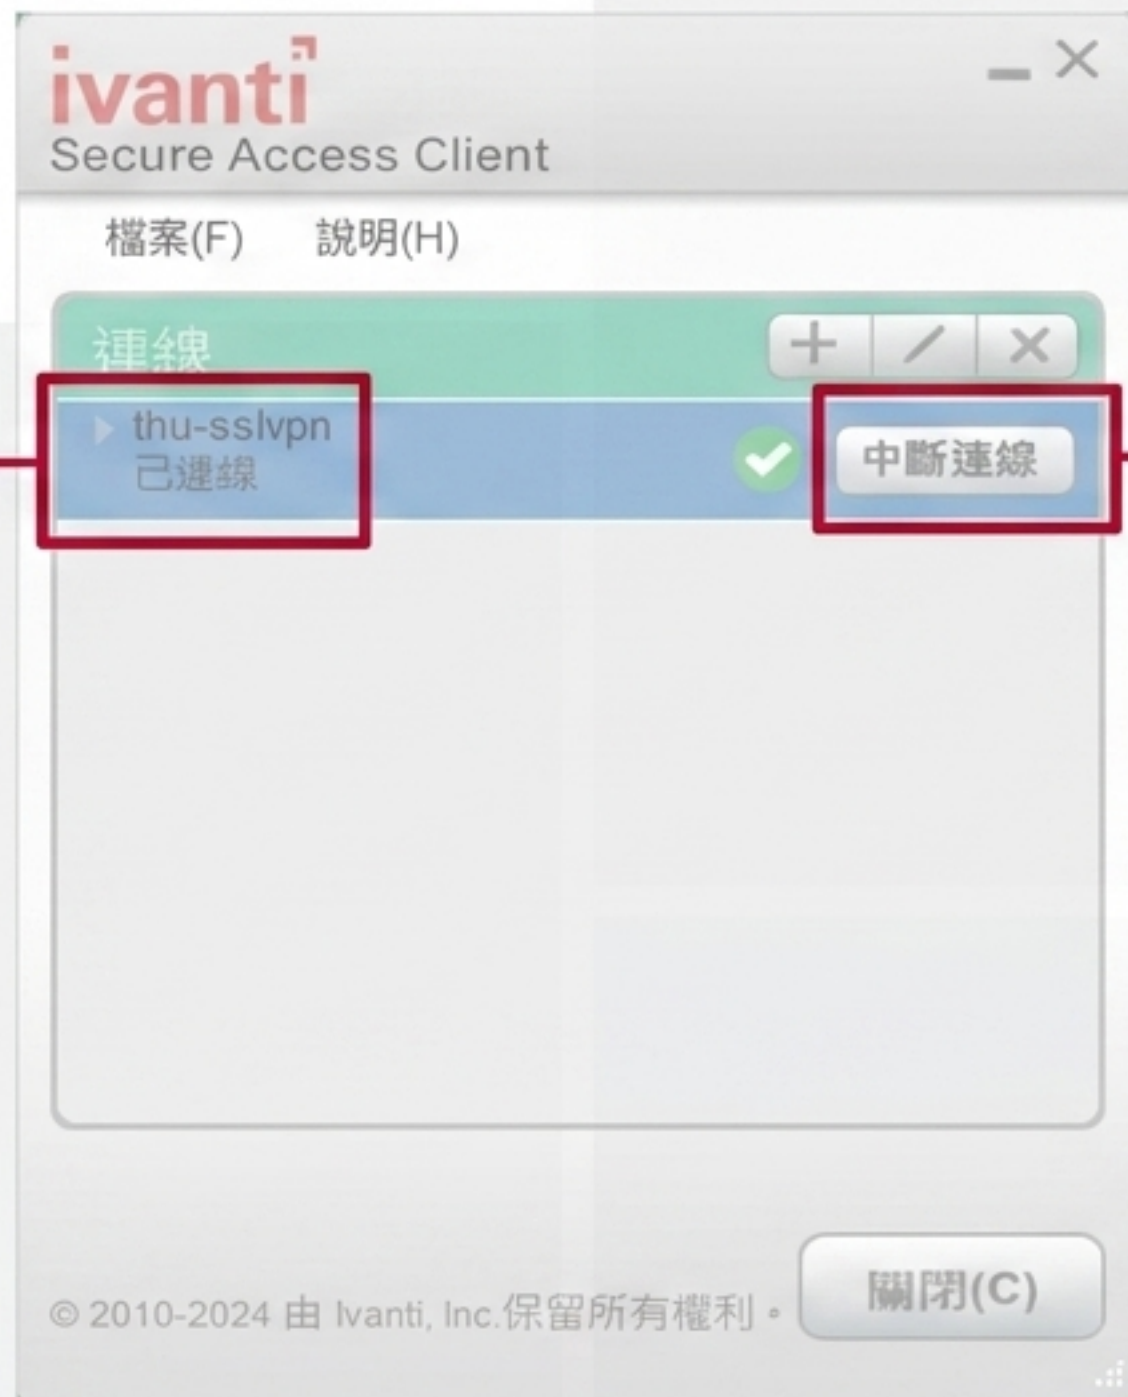 ivanti
Secure Access Client
檔案(F) 說明(H)
連線
thu-sslvpn
已連線
中斷連線
關閉(C)
© 2010-2024 由 Ivanti, Inc.保留所有權利。